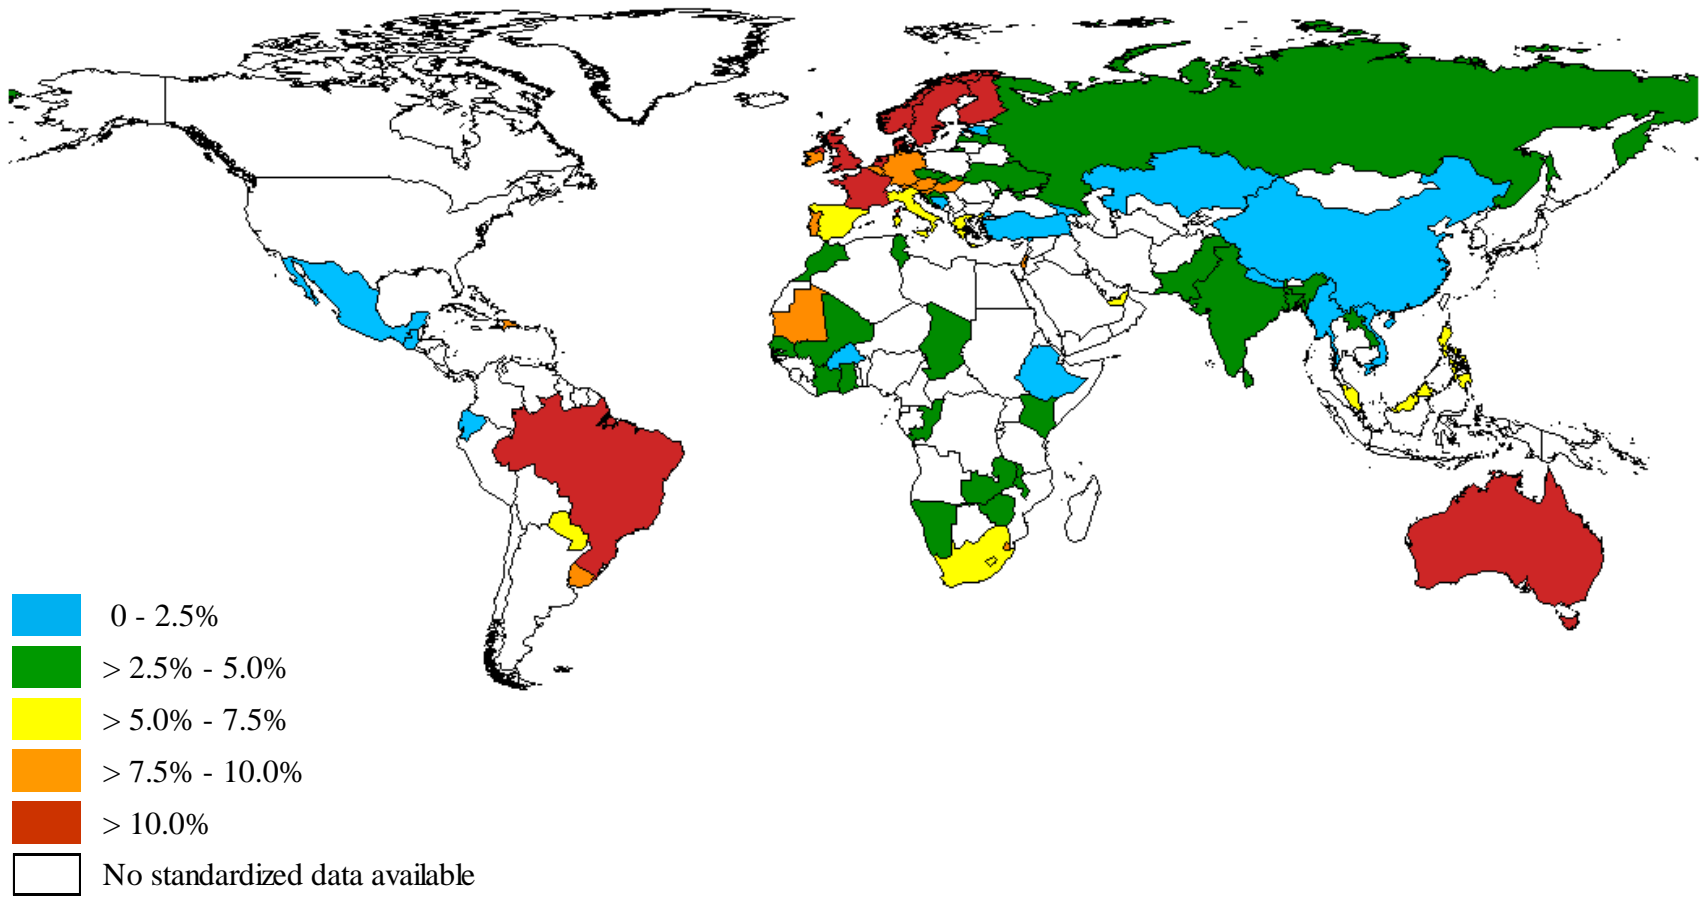 0 - 2.5%
> 2.5% - 5.0%
> 5.0% - 7.5%
> 7.5% - 10.0%
> 10.0%
No standardized data available